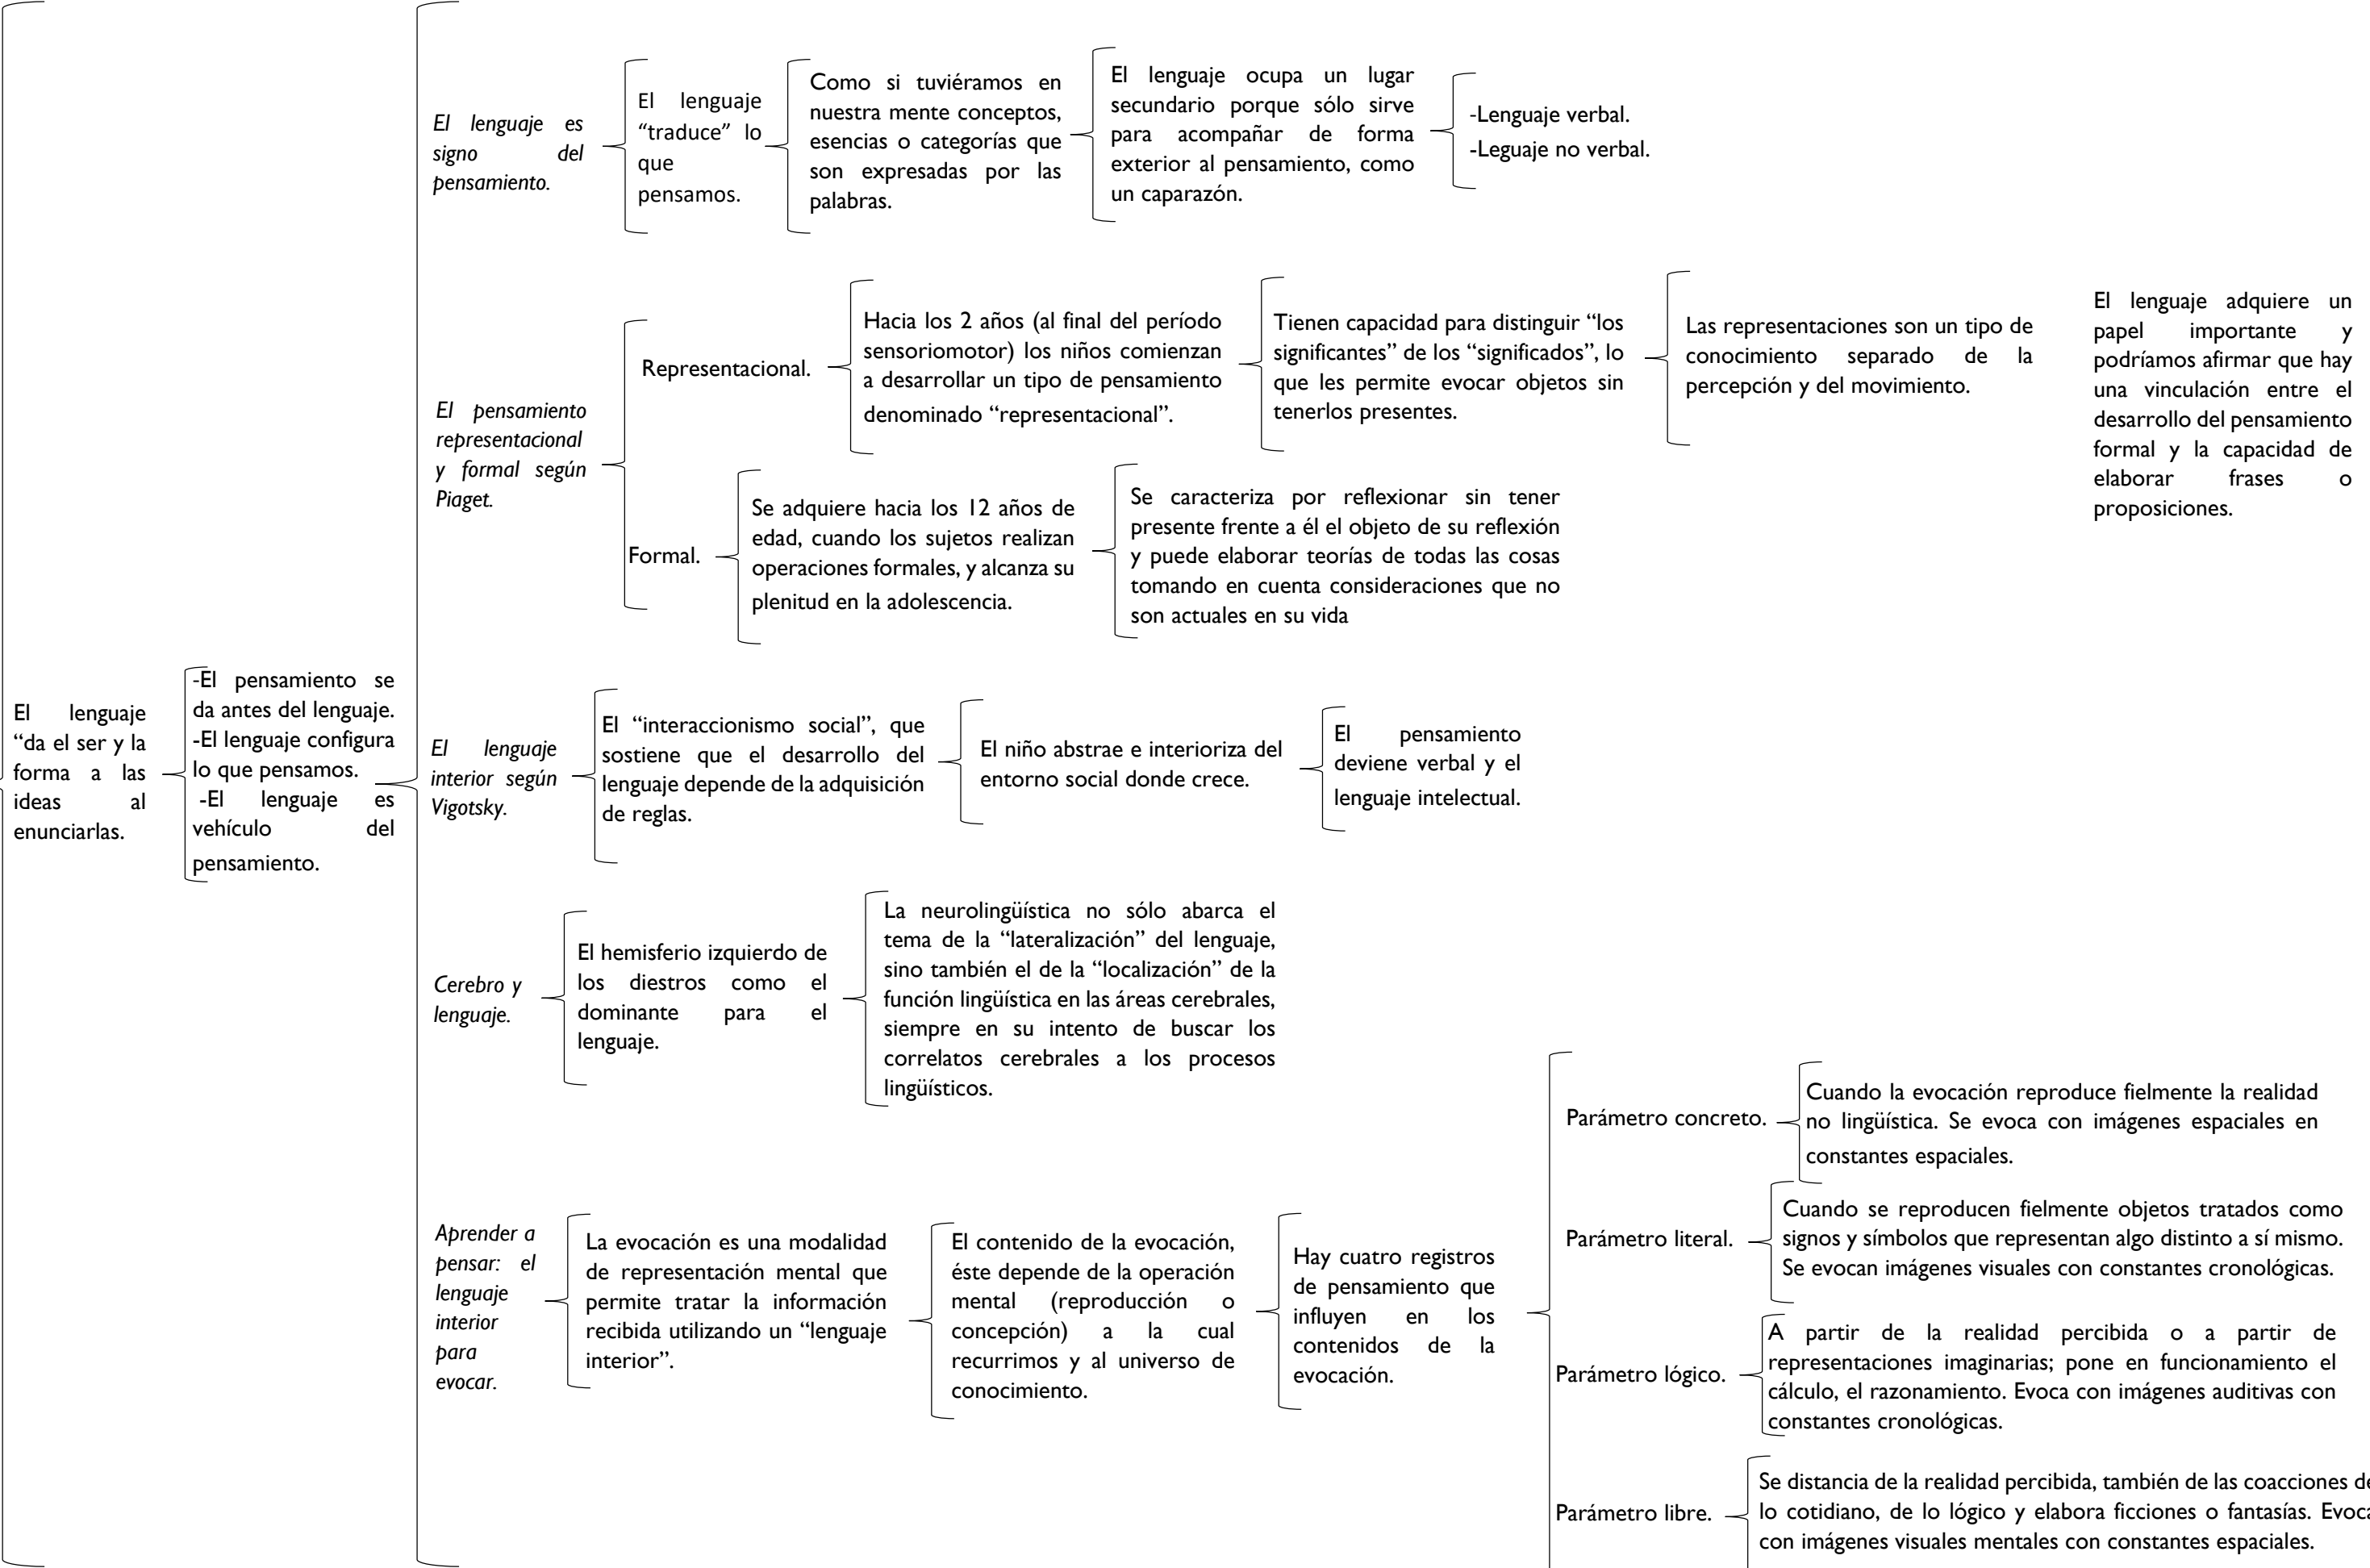 El lenguaje
“da el ser y la
forma a las
ideas al
enunciarlas.
-El pensamiento se
da antes del lenguaje.
-El lenguaje configura
lo que pensamos.
-El lenguaje es
vehículo del
pensamiento.
El lenguaje es
signo del
pensamiento.
El lenguaje
“traduce” lo
que
pensamos.
Como si tuviéramos en
nuestra mente conceptos,
esencias o categorías que
son expresadas por las
palabras.
El lenguaje ocupa un lugar
secundario porque sólo sirve
para acompañar de forma
exterior al pensamiento, como
un caparazón.
-Lenguaje verbal.
-Leguaje no verbal.
El pensamiento
representacional
y formal según
Piaget.
Representacional.
Hacia los 2 años (al final del período
sensoriomotor) los niños comienzan
a desarrollar un tipo de pensamiento
denominado “representacional”.
Tienen capacidad para distinguir “los
significantes” de los “significados”, lo
que les permite evocar objetos sin
tenerlos presentes.
Las representaciones son un tipo de
conocimiento separado de la
percepción y del movimiento.
El lenguaje adquiere un
papel importante y
podríamos afirmar que hay
una vinculación entre el
desarrollo del pensamiento
formal y la capacidad de
elaborar frases o
proposiciones.
Formal.
Se adquiere hacia los 12 años de
edad, cuando los sujetos realizan
operaciones formales, y alcanza su
plenitud en la adolescencia.
Se caracteriza por reflexionar sin tener
presente frente a él el objeto de su reflexión
y puede elaborar teorías de todas las cosas
tomando en cuenta consideraciones que no
son actuales en su vida
El lenguaje
interior según
Vigotsky.
El “interaccionismo social”, que
sostiene que el desarrollo del
lenguaje depende de la adquisición
de reglas.
El niño abstrae e interioriza del
entorno social donde crece.
El pensamiento
deviene verbal y el
lenguaje intelectual.
Cerebro y
lenguaje.
El hemisferio izquierdo de
los diestros como el
dominante para el
lenguaje.
La neurolingüística no sólo abarca el
tema de la “lateralización” del lenguaje,
sino también el de la “localización” de la
función lingüística en las áreas cerebrales,
siempre en su intento de buscar los
correlatos cerebrales a los procesos
lingüísticos.
Aprender a
pensar: el
lenguaje
interior
para
evocar.
La evocación es una modalidad
de representación mental que
permite tratar la información
recibida utilizando un “lenguaje
interior”.
El contenido de la evocación,
éste depende de la operación
mental (reproducción o
concepción) a la cual
recurrimos y al universo de
conocimiento.
Hay cuatro registros
de pensamiento que
influyen en los
contenidos de la
evocación.
Parámetro concreto.
Cuando la evocación reproduce fielmente la realidad
no lingüística. Se evoca con imágenes espaciales en
constantes espaciales.
Parámetro literal.
Cuando se reproducen fielmente objetos tratados como
signos y símbolos que representan algo distinto a sí mismo.
Se evocan imágenes visuales con constantes cronológicas.
Parámetro lógico.
A partir de la realidad percibida o a partir de
representaciones imaginarias; pone en funcionamiento el
cálculo, el razonamiento. Evoca con imágenes auditivas con
constantes cronológicas.
Parámetro libre.
Se distancia de la realidad percibida, también de las coacciones de
lo cotidiano, de lo lógico y elabora ficciones o fantasías. Evoca
con imágenes visuales mentales con constantes espaciales.